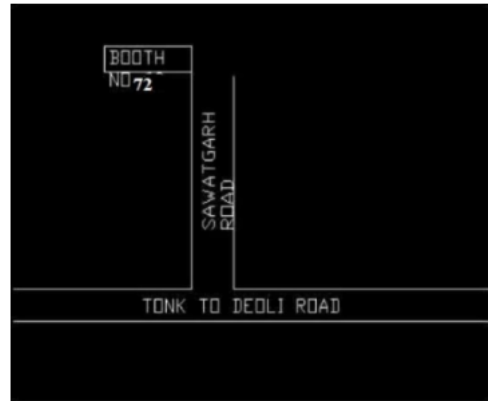 BOOTH
NO 72
SAWATGARH
ROAD
TONK TO DEOLI ROAD